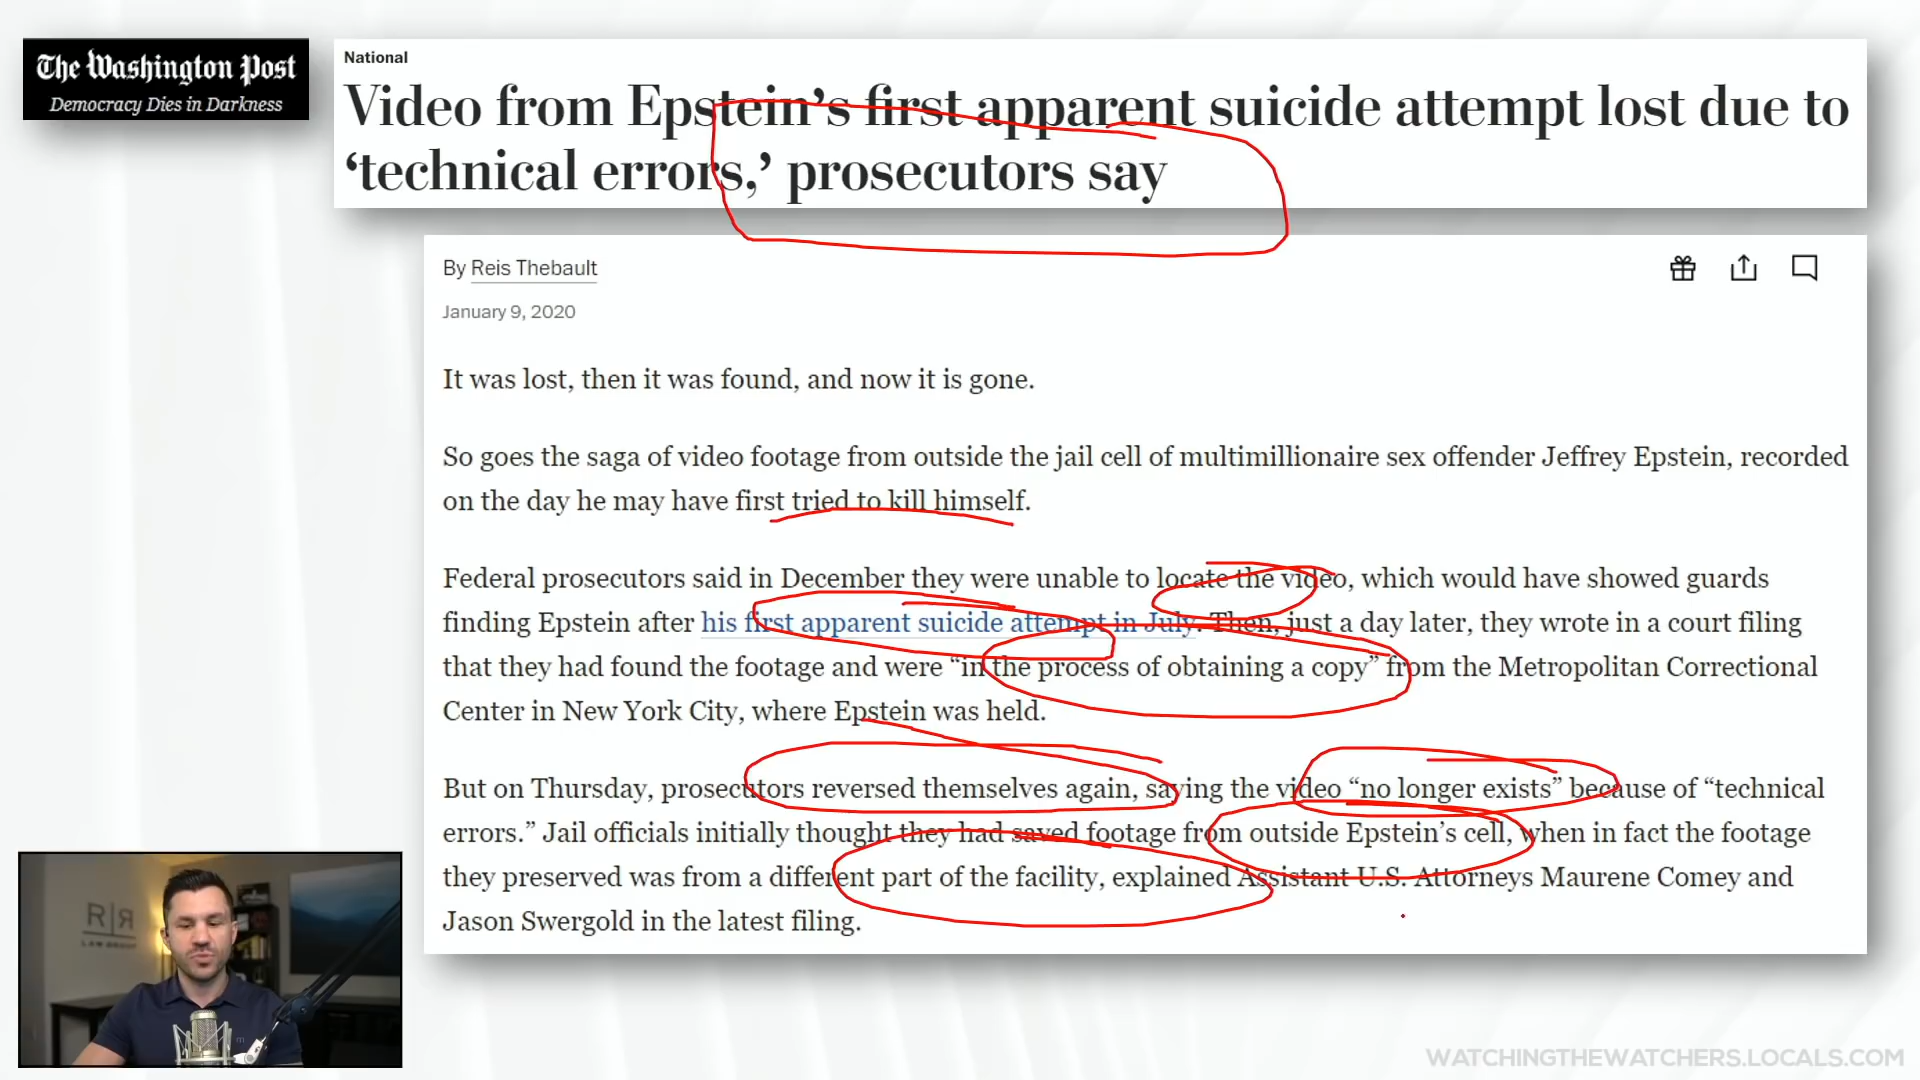 The Washington Post
Democracy Dies in Darkness
National
Video from Epstein’s first apparent suicide attempt lost due to
‘technical errors,’ prosecutors say
By Reis Thebault
January 9, 2020
It was lost, then it was found, and now it is gone.
So goes the saga of video footage from outside the jail cell of multimillionaire sex offender Jeffrey Epstein, recorded
on the day he may have first tried to kill himself.
Federal prosecutors said in December they were unable to locate the video, which would have showed guards
finding Epstein after his first apparent suicide attempt in July. Then, just a day later, they wrote in a court filing
that they had found the footage and were “in the process of obtaining a copy” from the Metropolitan Correctional
Center in New York City, where Epstein was held.
But on Thursday, prosecutors reversed themselves again, saying the video “no longer exists” because of “technical
errors.” Jail officials initially thought they had saved footage from outside Epstein’s cell, when in fact the footage
they preserved was from a different part of the facility, explained Assistant U.S. Attorneys Maurene Comey and
Jason Swergold in the latest filing.
R|R
LAW GROUP
WATCHINGTHEWATCHERS.LOCALS.COM